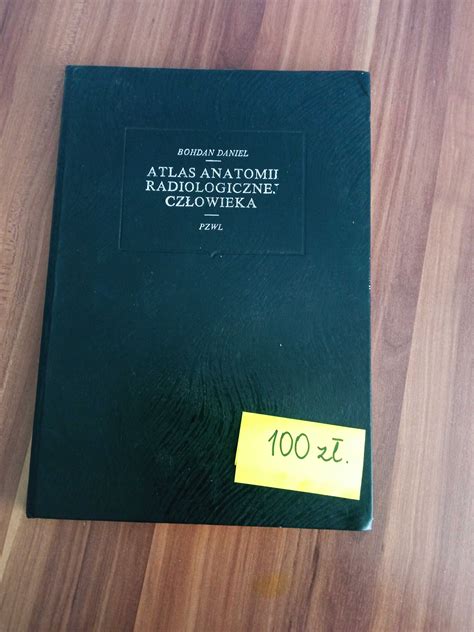 BOHDAN DANIEL
ATLAS ANATOMII
RADIOLOGICZNEJ
CZŁOWIEKA
PZWL
100 zł.